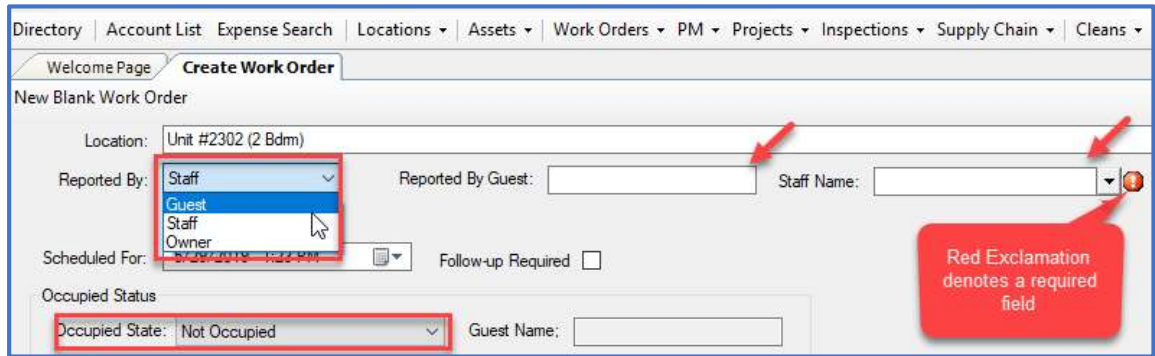 Directory Account List Expense Search Locations Assets Work Orders PM Projects Inspections Supply Chain Cleans
Welcome Page Create Work Order
New Blank Work Order
Location: Unit #2302 (2 Bdrm)
Reported By: Staff Reported By Guest: Staff Name:
Guest
Staff
Owner
Scheduled For: Follow-up Required
Red Exclamation
denotes a required
field
Occupied Status
Occupied State: Not Occupied Guest Name;